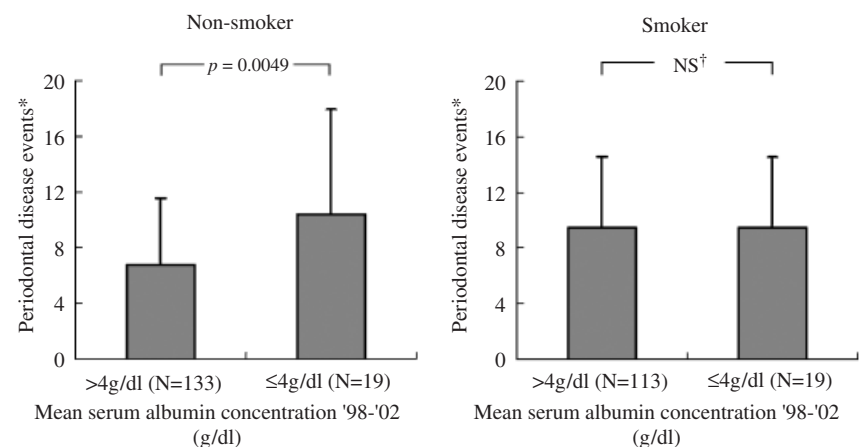 Non-smoker
p = 0.0049
Periodontal disease events*
20
16
12
8
4
0
>4g/dl (N=133) ≤4g/dl (N=19)
Mean serum albumin concentration '98-'02
(g/dl)
Smoker
NS†
Periodontal disease events*
20
16
12
8
4
0
>4g/dl (N=113) ≤4g/dl (N=19)
Mean serum albumin concentration '98-'02
(g/dl)